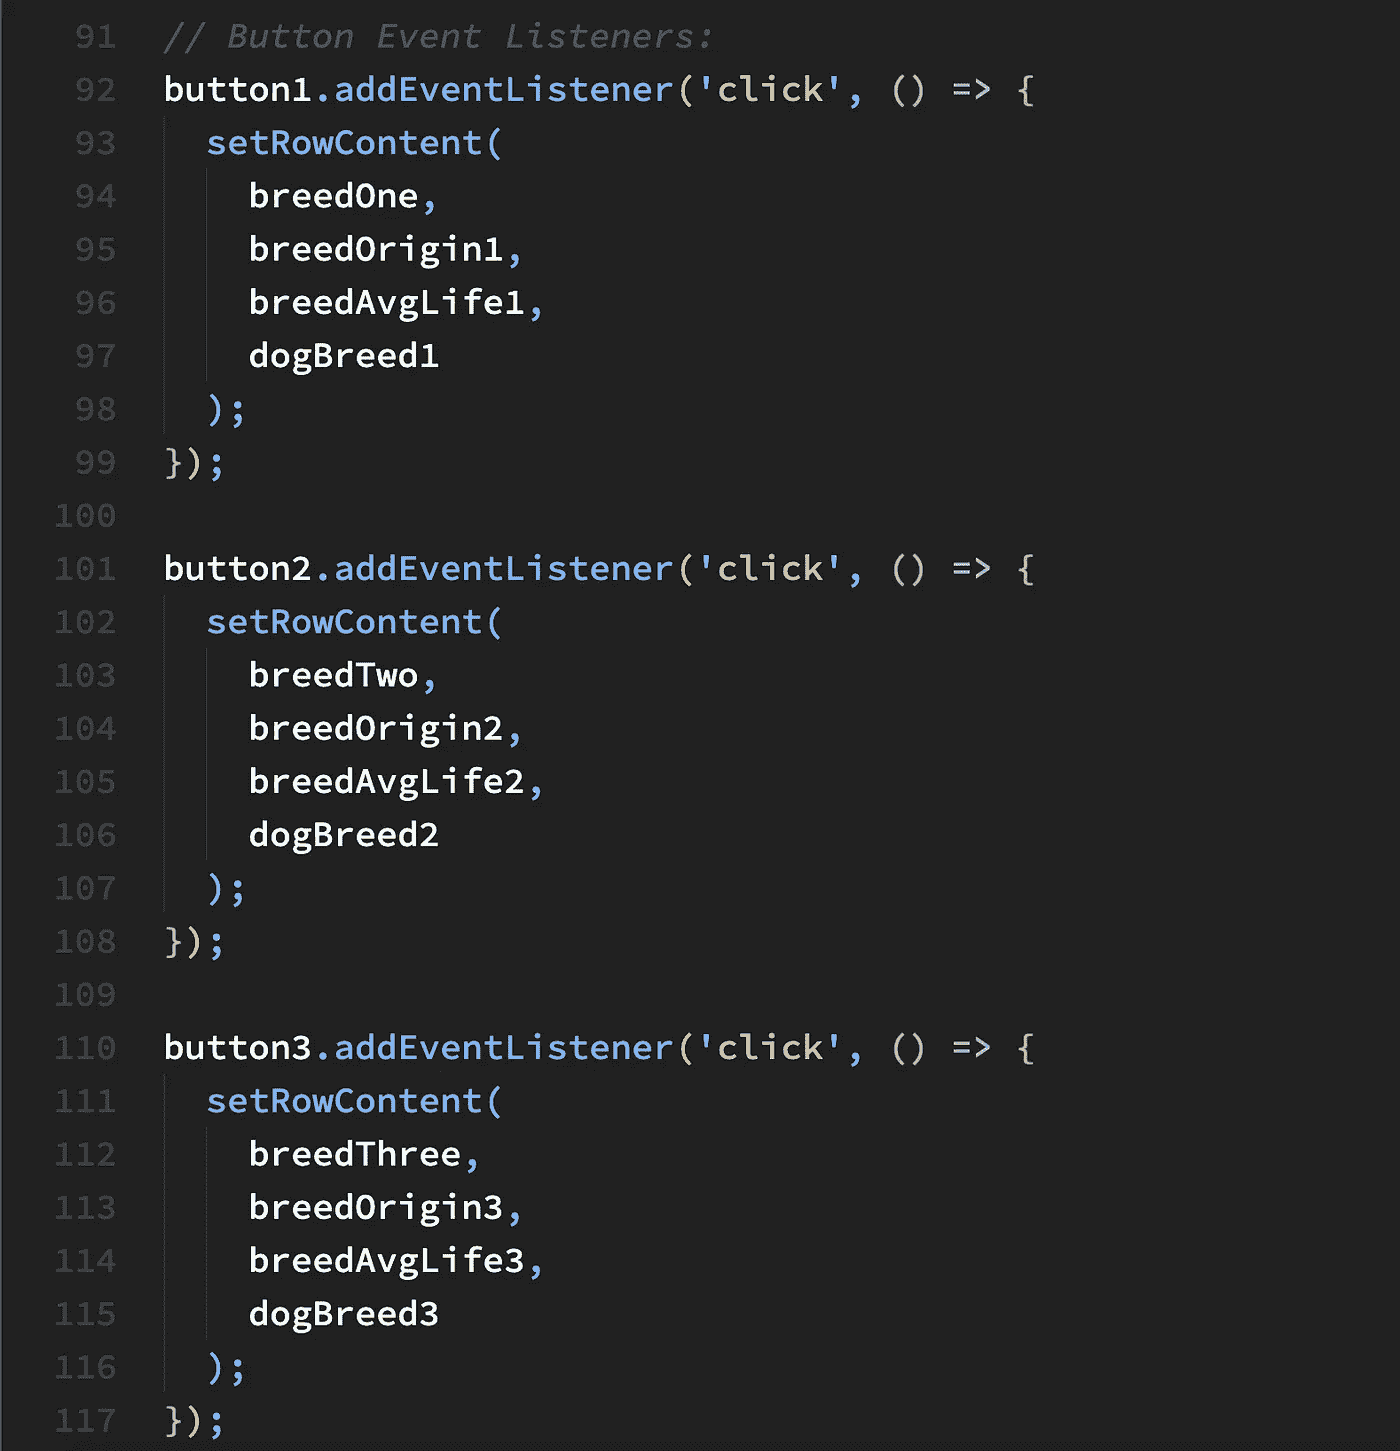 91 // Button Event Listeners:
92 button1.addEventListener('click', () => {
93 setRowContent(
94 breedOne,
95 breedOrigin1,
96 breedAvgLife1,
97 dogBreed1
98 );
99 });
100
101 button2.addEventListener('click', () => {
102 setRowContent(
103 breedTwo,
104 breedOrigin2,
105 breedAvgLife2,
106 dogBreed2
107 );
108 });
109
110 button3.addEventListener('click', () => {
111 setRowContent(
112 breedThree,
113 breedOrigin3,
114 breedAvgLife3,
115 dogBreed3
116 );
117 });